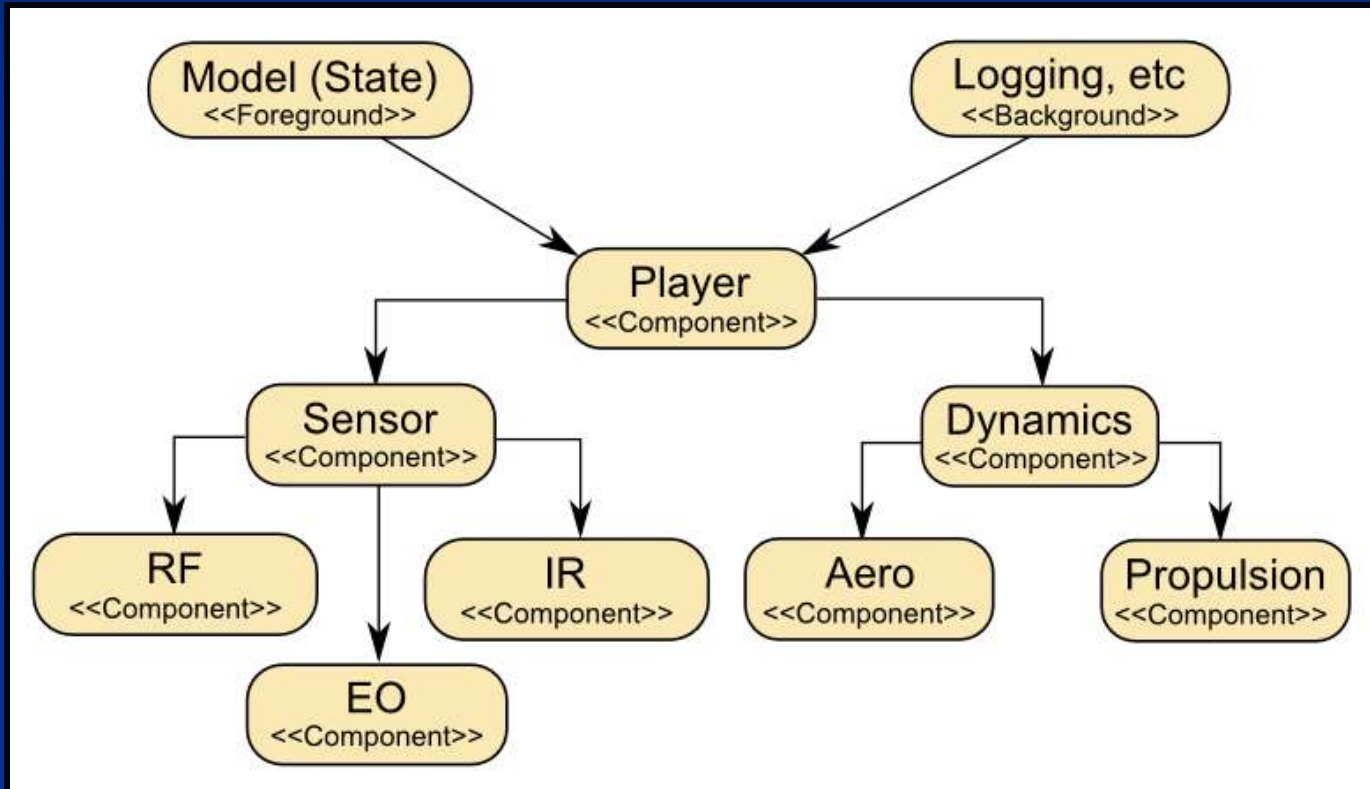 Model (State)
<<Foreground>>
Logging, etc
<<Background>>
Player
<<Component>>
Sensor
<<Component>>
Dynamics
<<Component>>
RF
<<Component>>
IR
<<Component>>
Aero
<<Component>>
Propulsion
<<Component>>
EO
<<Component>>